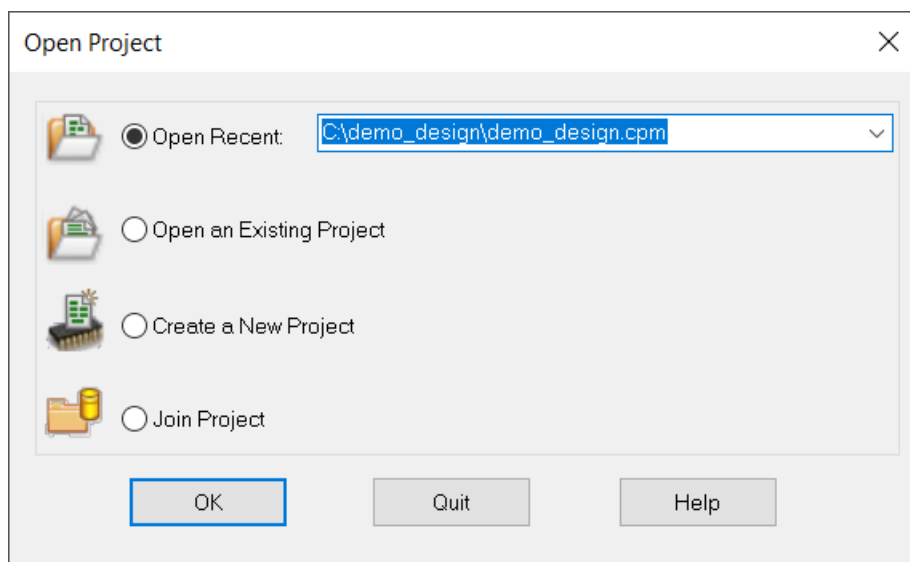 Open Project
Open Recent: C:\demo_design\demo_design.cpm
Open an Existing Project
Create a New Project
Join Project
OK Quit Help